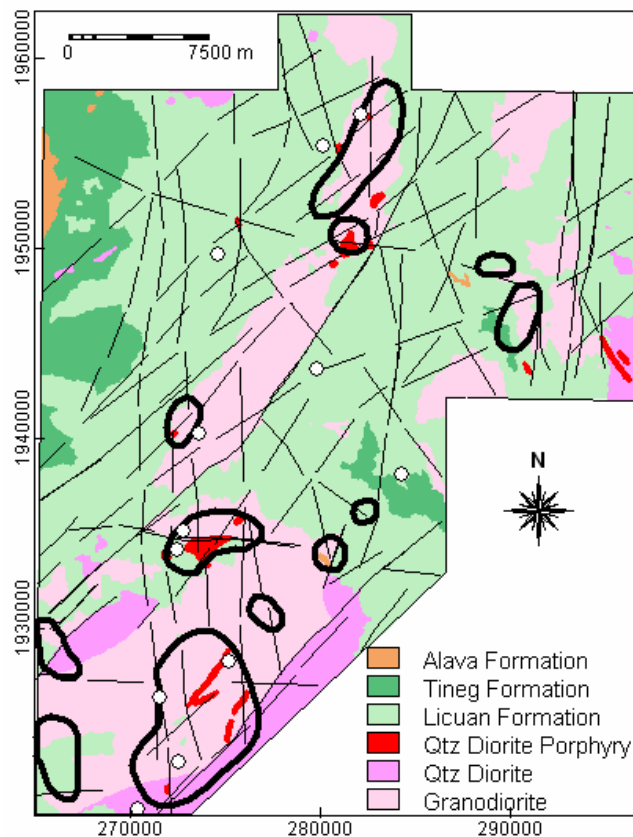 0 7500 m
1960000
1950000
1940000
1930000
N
Alava Formation
Tineg Formation
Licuan Formation
Qtz Diorite Porphyry
Qtz Diorite
Granodiorite
270000 280000 290000